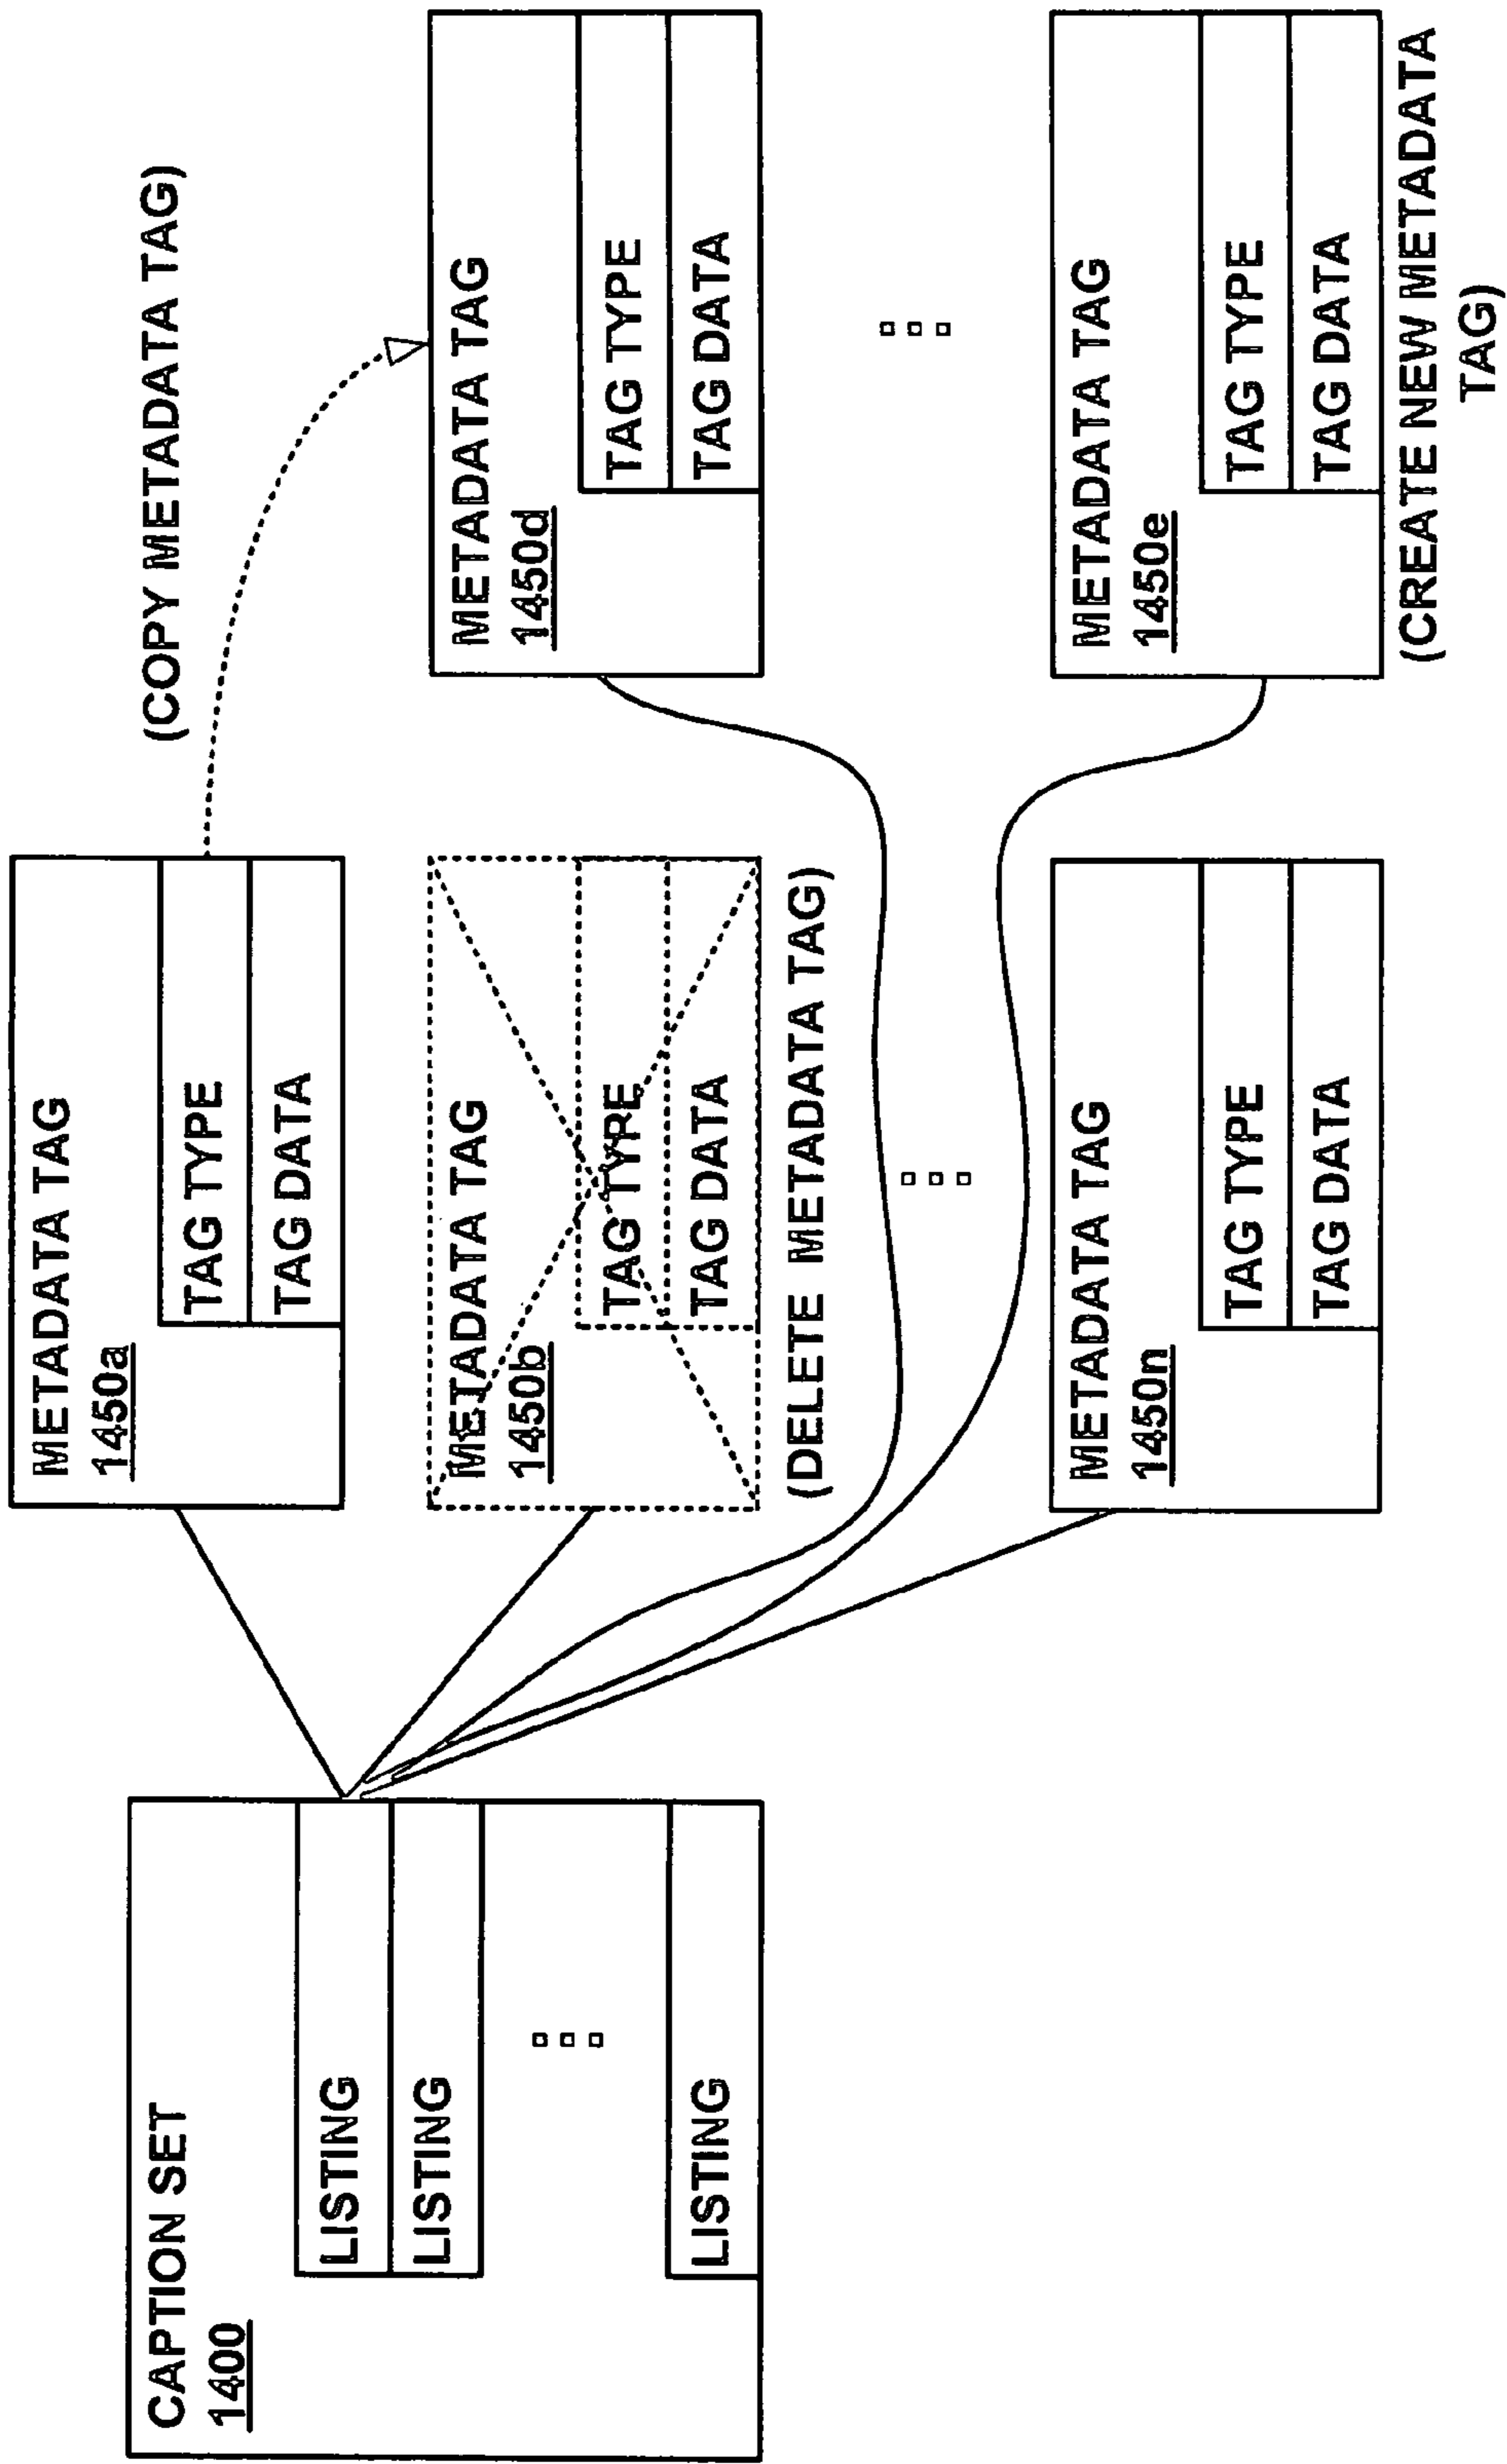 CAPTION SET
1400
LISTING
LISTING
LISTING
METADATA TAG
1450a
TAG TYPE
TAG DATA
METADATA TAG
1450b
TAG TYPE
TAG DATA
(DELETE METADATA TAG)
METADATA TAG
1450n
TAG TYPE
TAG DATA
(COPY METADATA TAG)
METADATA TAG
1450d
TAG TYPE
TAG DATA
METADATA TAG
1450e
TAG TYPE
TAG DATA
(CREATE NEW METADATA
TAG)